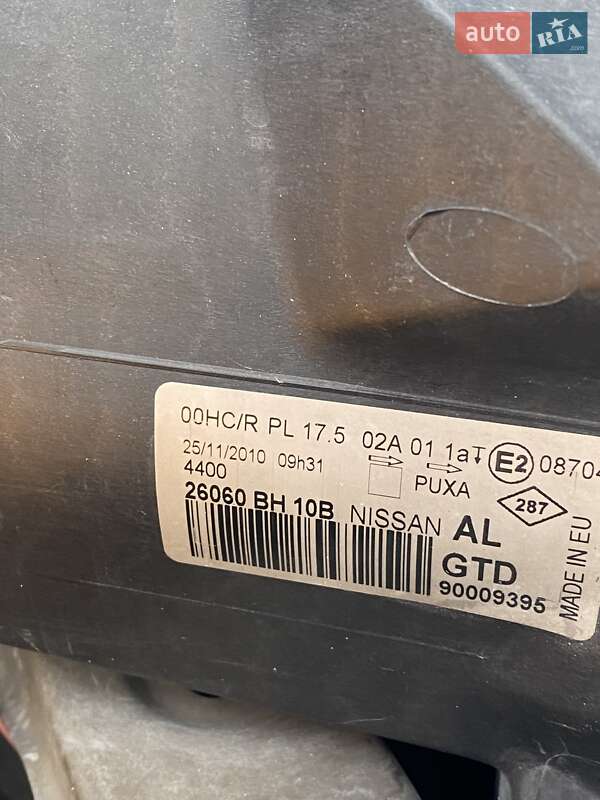 auto RIA.com
00HC/R PL 17.5 02A 01 1a E2 08704
25/11/2010 09h31
4400 PUXA 287
26060 BH 10B NISSAN AL
GTD
90009395
MADE IN EU